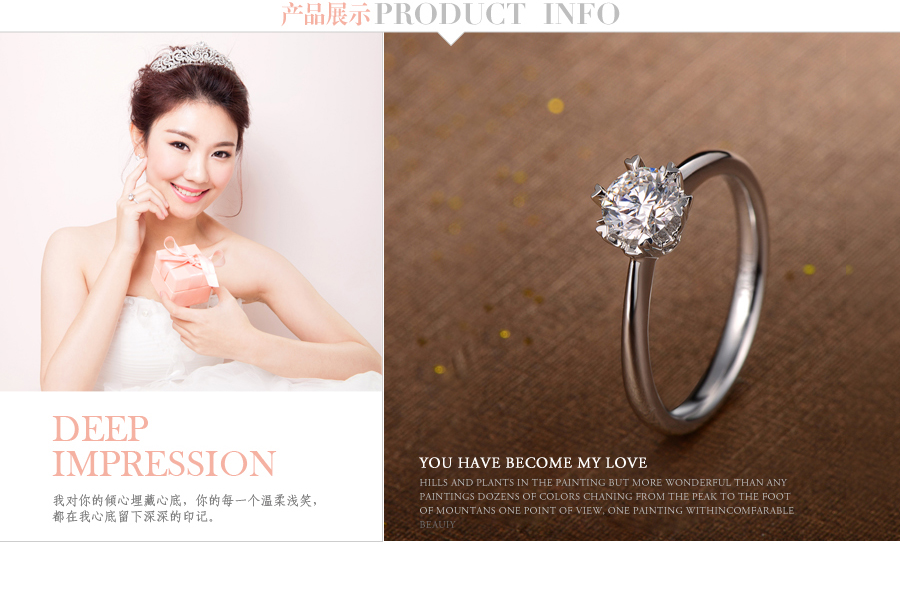 产品展示PRODUCT INFO
DEEP
IMPRESSION
我对你的倾心埋藏心底，你的每一个温柔浅笑，
都在我心底留下深深的印记。
YOU HAVE BECOME MY LOVE
HILLS AND PLANTS IN THE PAINTING BUT MORE WONDERFUL THAN ANY
PAINTINGS DOZENS OF COLORS CHANING FROM THE PEAK TO THE FOOT
OF MOUNTANS ONE POINT OF VIEW, ONE PAINTING WITHINCOMFARABLE
BEAUIY